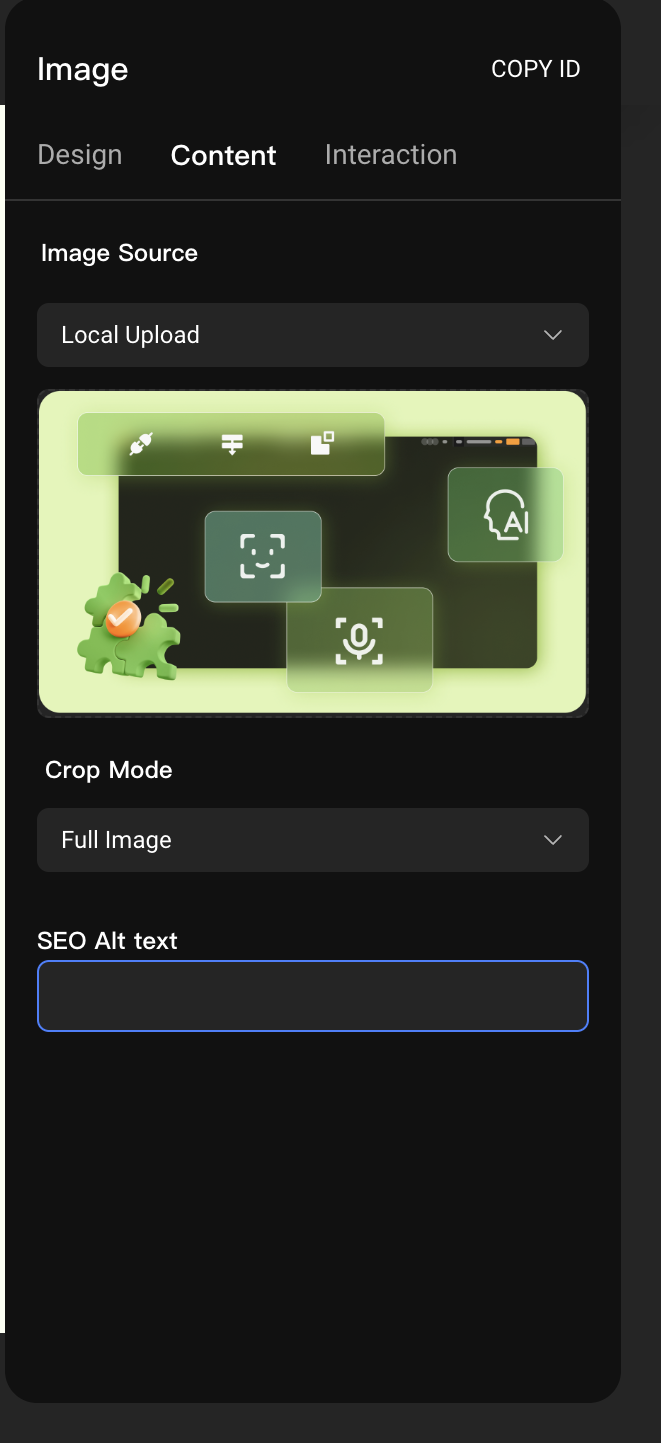 Image
COPY ID
Design
Content
Interaction
Image Source
Local Upload
AI
Crop Mode
Full Image
SEO Alt text